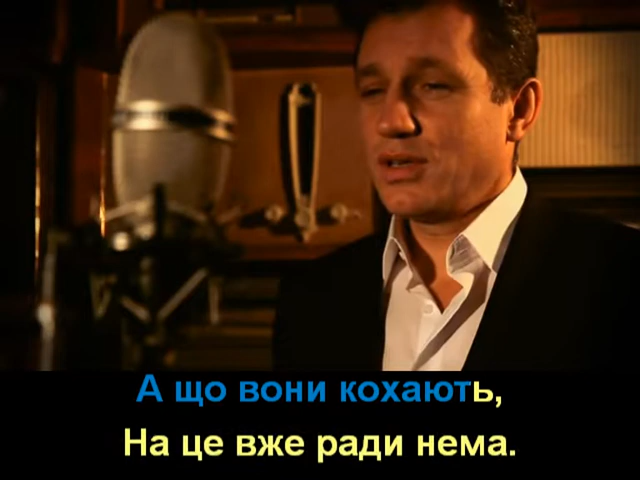 А що вони кохають,
На це вже ради нема.